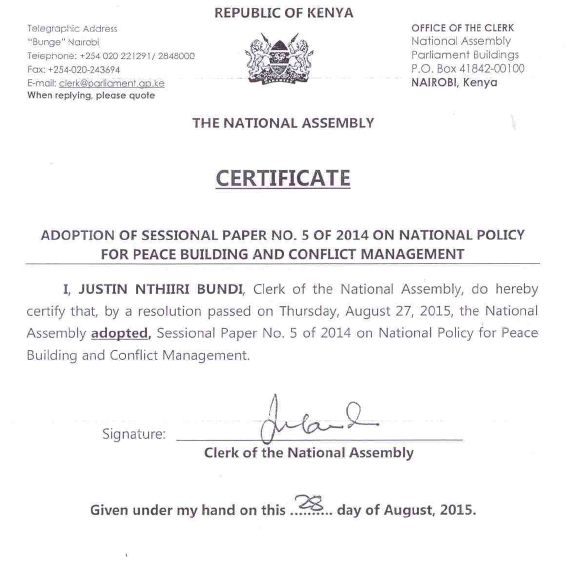 REPUBLIC OF KENYA
Telegraphic Address
"Bunge" Nairobi
Telephone: +254 020 221291/ 2848000
Fax: +254-020-243694
E-mail: clerk@parliament.go.ke
When replying, please quote
OFFICE OF THE CLERK
National Assembly
Parliament Buildings
P.O. Box 41842-00100
NAIROBI, Kenya
THE NATIONAL ASSEMBLY
CERTIFICATE
ADOPTION OF SESSIONAL PAPER NO. 5 OF 2014 ON NATIONAL POLICY
FOR PEACE BUILDING AND CONFLICT MANAGEMENT
I, JUSTIN NTHIIRI BUNDI, Clerk of the National Assembly, do hereby
certify that, by a resolution passed on Thursday, August 27, 2015, the National
Assembly adopted, Sessional Paper No. 5 of 2014 on National Policy for Peace
Building and Conflict Management.
Signature:
Clerk of the National Assembly
Given under my hand on this ..28.. day of August, 2015.